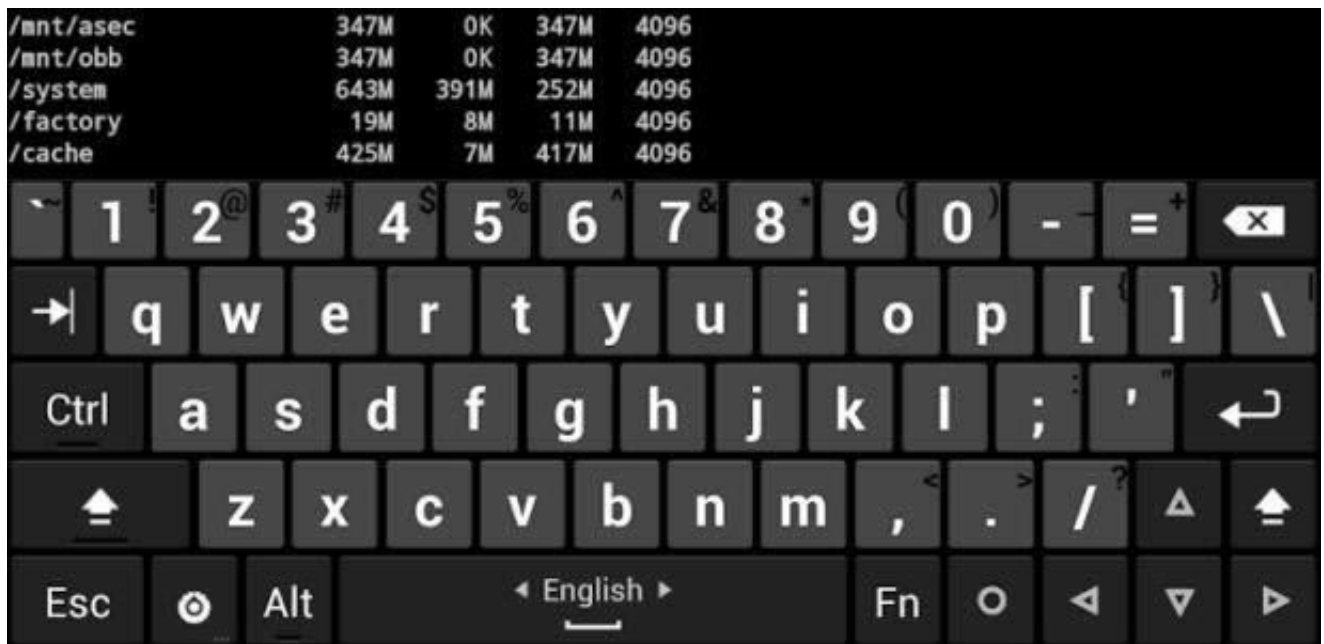 /mnt/asec 347M 0K 347M 4096
/mnt/obb 347M 0K 347M 4096
/system 643M 391M 252M 4096
/factory 19M 8M 11M 4096
/cache 425M 7M 417M 4096
` ~ 1 ! 2 @ 3 # 4 $ 5 % 6 ^ 7 & 8 * 9 ( 0 ) - _ = +
q w e r t y u i o p [ { ] } \ |
Ctrl a s d f g h j k l ; : ' "
z x c v b n m , < . > / ?
Esc Alt English Fn